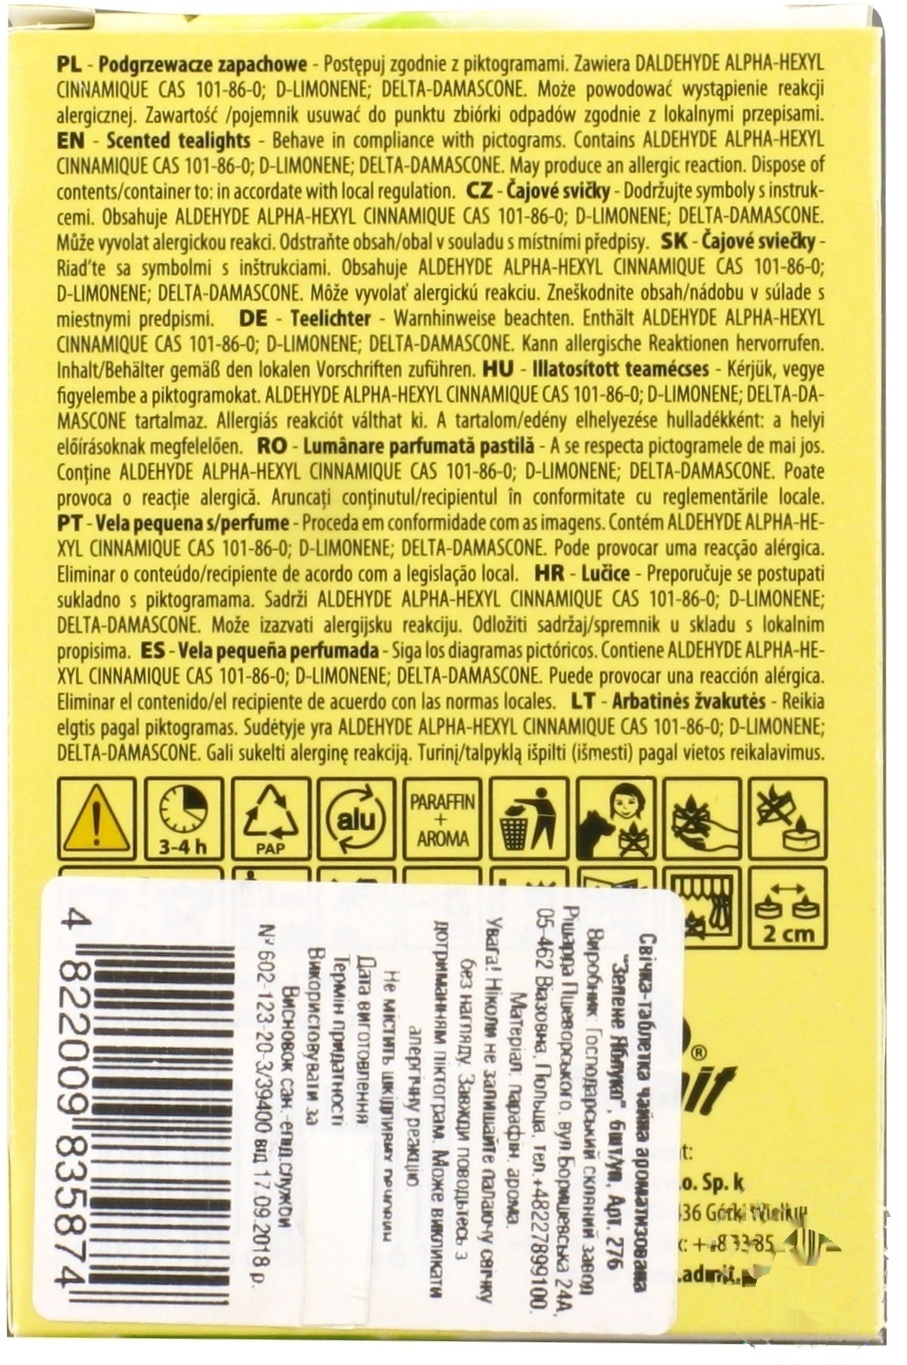 PL - Podgrzewacze zapachowe - Postępuj zgodnie z piktogramami. Zawiera DALDEHYDE ALPHA-HEXYL
CINNAMIQUE CAS 101-86-0; D-LIMONENE; DELTA-DAMASCONE. Może powodować wystąpienie reakcji
alergicznej. Zawartość /pojemnik usuwać do punktu zbiórki odpadów zgodnie z lokalnymi przepisami.
EN - Scented tealights - Behave in compliance with pictograms. Contains ALDEHYDE ALPHA-HEXYL
CINNAMIQUE CAS 101-86-0; D-LIMONENE; DELTA-DAMASCONE. May produce an allergic reaction. Dispose of
contents/container to: in accordate with local regulation. CZ - Čajové svičky - Dodržujte symboly s instruk-
cemi. Obsahuje ALDEHYDE ALPHA-HEXYL CINNAMIQUE CAS 101-86-0; D-LIMONENE; DELTA-DAMASCONE.
Může vyvolat alergickou reakci. Odstraňte obsah/obal v souladu s místními předpisy. SK - Čajové sviečky -
Riaďte sa symbolmi s inštrukciami. Obsahuje ALDEHYDE ALPHA-HEXYL CINNAMIQUE CAS 101-86-0;
D-LIMONENE; DELTA-DAMASCONE. Môže vyvolať alergickú reakciu. Zneškodnite obsah/nádobu v súlade s
miestnymi predpismi. DE - Teelichter - Warnhinweise beachten. Enthält ALDEHYDE ALPHA-HEXYL
CINNAMIQUE CAS 101-86-0; D-LIMONENE; DELTA-DAMASCONE. Kann allergische Reaktionen hervorrufen.
Inhalt/Behälter gemäß den lokalen Vorschriften zuführen. HU - Illatosított teamécses - Kérjük, vegye
figyelembe a piktogramokat. ALDEHYDE ALPHA-HEXYL CINNAMIQUE CAS 101-86-0; D-LIMONENE; DELTA-DA-
MASCONE tartalmaz. Allergiás reakciót válthat ki. A tartalom/edény elhelyezése hulladékként: a helyi
előírásoknak megfelelően. RO - Lumânare parfumată pastilă - A se respecta pictogramele de mai jos.
Conține ALDEHYDE ALPHA-HEXYL CINNAMIQUE CAS 101-86-0; D-LIMONENE; DELTA-DAMASCONE. Poate
provoca o reacție alergică. Aruncați conținutul/recipientul în conformitate cu reglementările locale.
PT - Vela pequena s/perfume - Proceda em conformidade com as imagens. Contém ALDEHYDE ALPHA-HE-
XYL CINNAMIQUE CAS 101-86-0; D-LIMONENE; DELTA-DAMASCONE. Pode provocar uma reacção alérgica.
Eliminar o conteúdo/recipiente de acordo com a legislação local. HR - Lučice - Preporučuje se postupati
sukladno s piktogramama. Sadrži ALDEHYDE ALPHA-HEXYL CINNAMIQUE CAS 101-86-0; D-LIMONENE;
DELTA-DAMASCONE. Može izazvati alergijsku reakciju. Odložiti sadržaj/spremnik u skladu s lokalnim
propisima. ES - Vela pequeña perfumada - Siga los diagramas pictóricos. Contiene ALDEHYDE ALPHA-HE-
XYL CINNAMIQUE CAS 101-86-0; D-LIMONENE; DELTA-DAMASCONE. Puede provocar una reacción alérgica.
Eliminar el contenido/el recipiente de acuerdo con las normas locales. LT - Arbatinės žvakutės - Reikia
elgtis pagal piktogramas. Sudėtyje yra ALDEHYDE ALPHA-HEXYL CINNAMIQUE CAS 101-86-0; D-LIMONENE;
DELTA-DAMASCONE. Gali sukelti alerginę reakciją. Turinį/talpyklą išpilti (išmesti) pagal vietos reikalavimus.
3-4 h
PAP
alu
PARAFFIN
+
AROMA
2 cm
Свічка-таблетка чайна ароматизована
"Зелене Яблуко", 6шт/уп. Арт. 276
Виробник: Господарський скляний завод
Рішарда Пшеворського, вул.Боришевська 24А,
05-462 Вязовна, Польща, тел.+48227899100.
Матеріал: парафін, арома.
Увага! Ніколи не залишайте палаючу свічку
без нагляду. Завжди поводьтесь з
дотриманням піктограм. Може викликати
алергічну реакцію
Не містить шкідливих речовин
Дата виготовлення
Термін придатності
Використовувати за
Висновок сан.-епід.служби
№602-123-20-3/39400 від 17.09.2018 р.
4 822009 835874
®
nit
t:
.o. Sp. k
436 Górki Wielkie
.admit.p